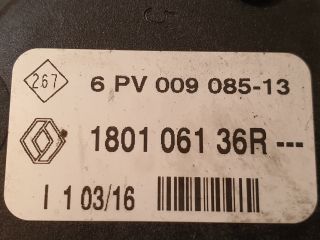 267
6 PV 009 085-13
1801 061 36R ---
I 1 03/16